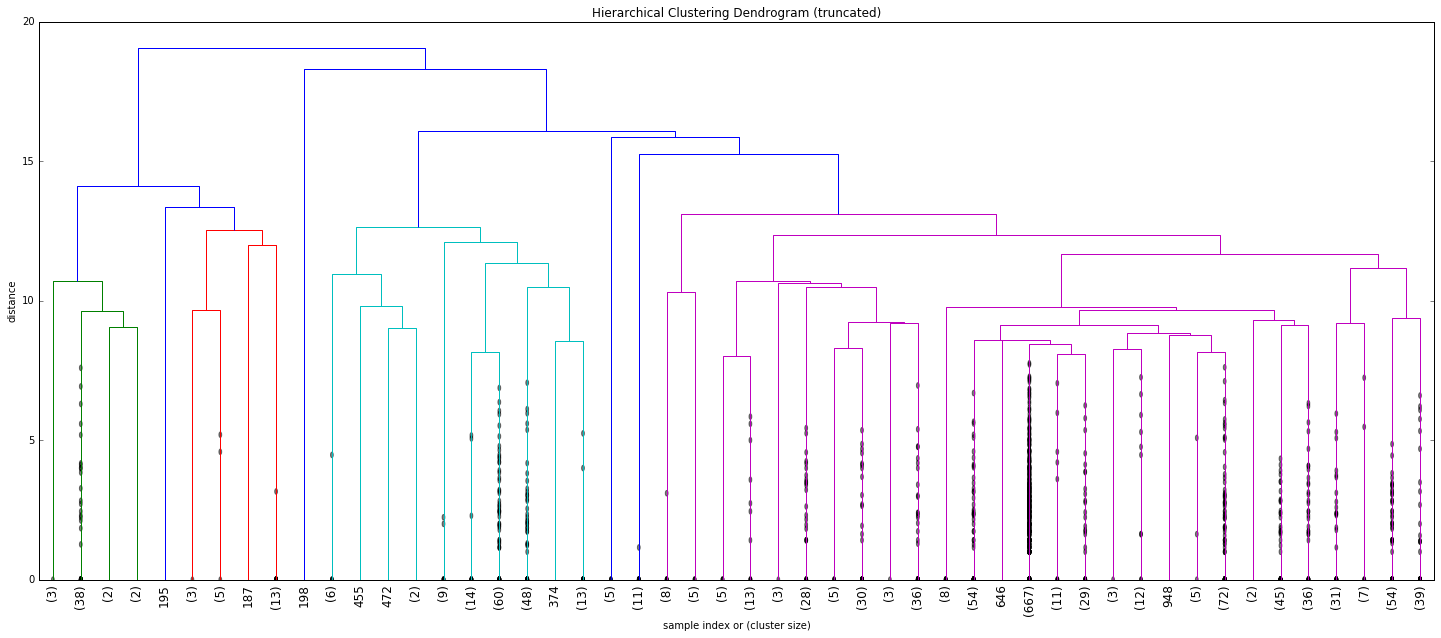 Hierarchical Clustering Dendrogram (truncated)
20
15
10
5
0
distance
(3) (38) (2) (2) 195 (3) (5) 187 (13) 198 (6) 455 472 (2) (9) (14) (60) (48) 374 (13) (5) (11) (8) (5) (5) (13) (3) (28) (5) (30) (3) (36) (8) (54) 646 (667) (11) (29) (3) (12) 948 (5) (72) (2) (45) (36) (31) (7) (54) (39)
sample index or (cluster size)